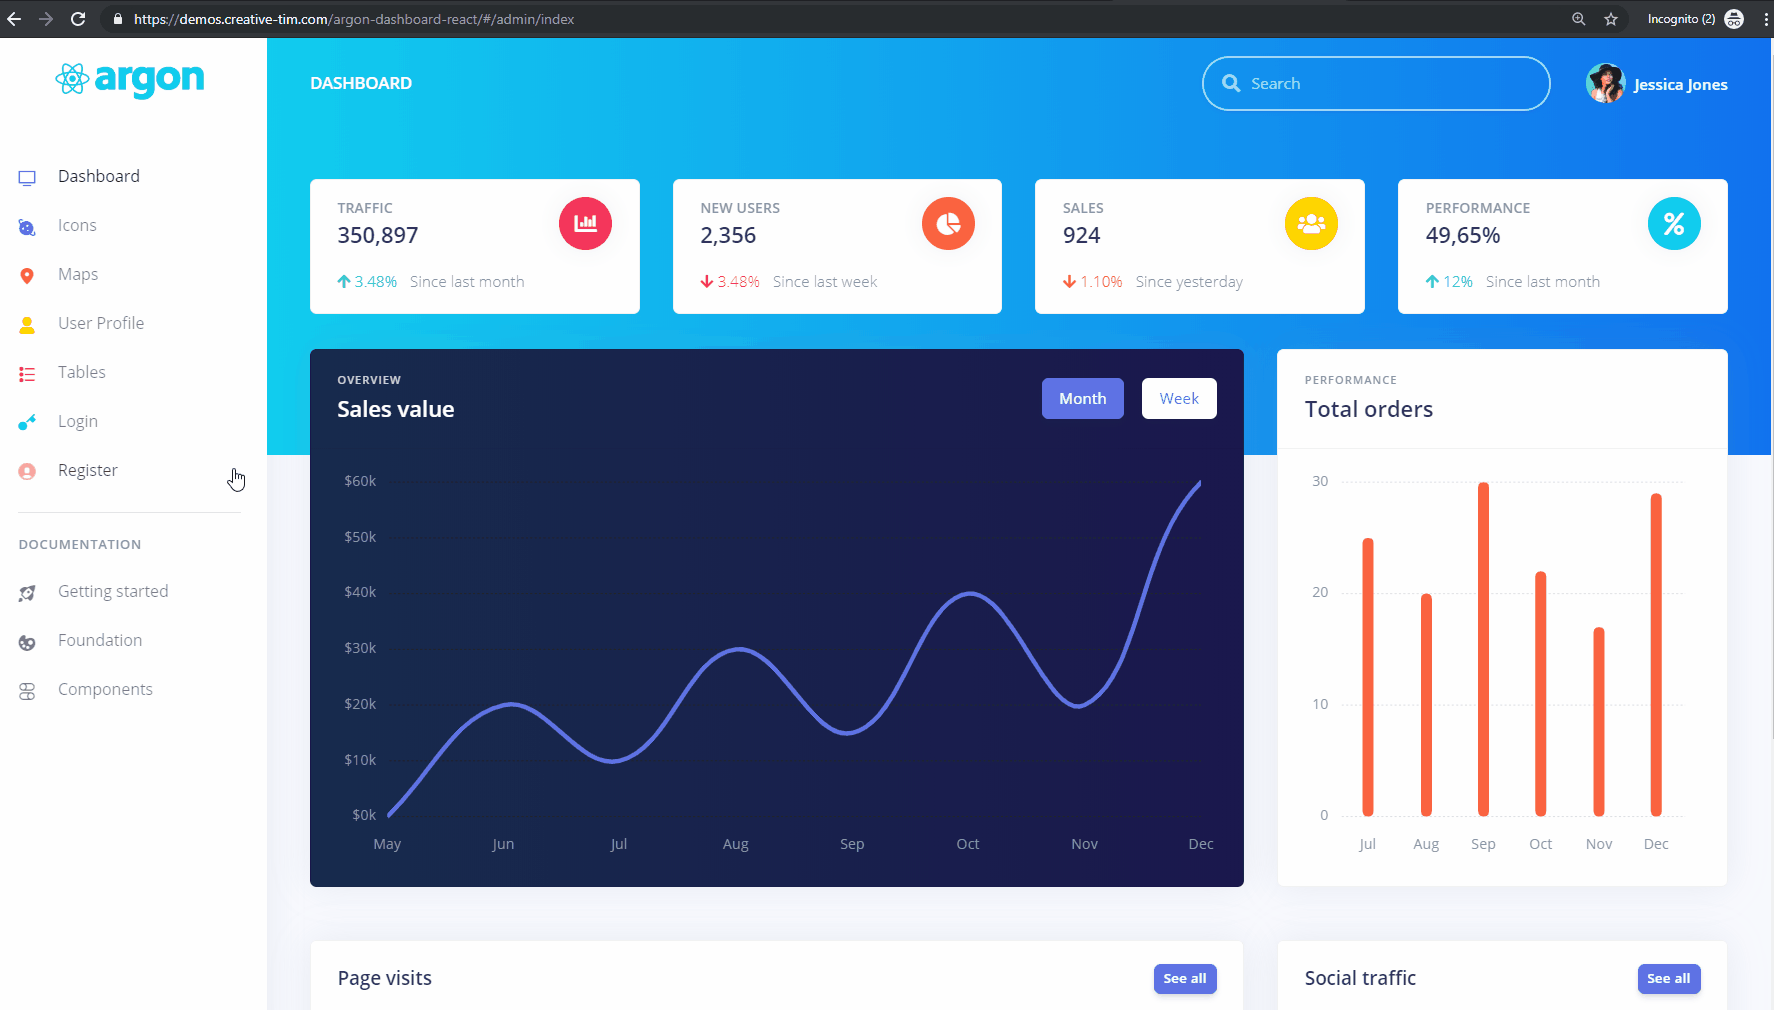 https://demos.creative-tim.com/argon-dashboard-react/#/admin/index
Incognito (2)
argon
DASHBOARD
Search
Jessica Jones
Dashboard
Icons
Maps
User Profile
Tables
Login
Register
DOCUMENTATION
Getting started
Foundation
Components
TRAFFIC
350,897
3.48% Since last month
NEW USERS
2,356
3.48% Since last week
SALES
924
1.10% Since yesterday
PERFORMANCE
49,65%
12% Since last month
OVERVIEW
Sales value
Month
Week
$60k
$50k
$40k
$30k
$20k
$10k
$0k
May Jun Jul Aug Sep Oct Nov Dec
PERFORMANCE
Total orders
30
20
10
0
Jul Aug Sep Oct Nov Dec
Page visits
See all
Social traffic
See all